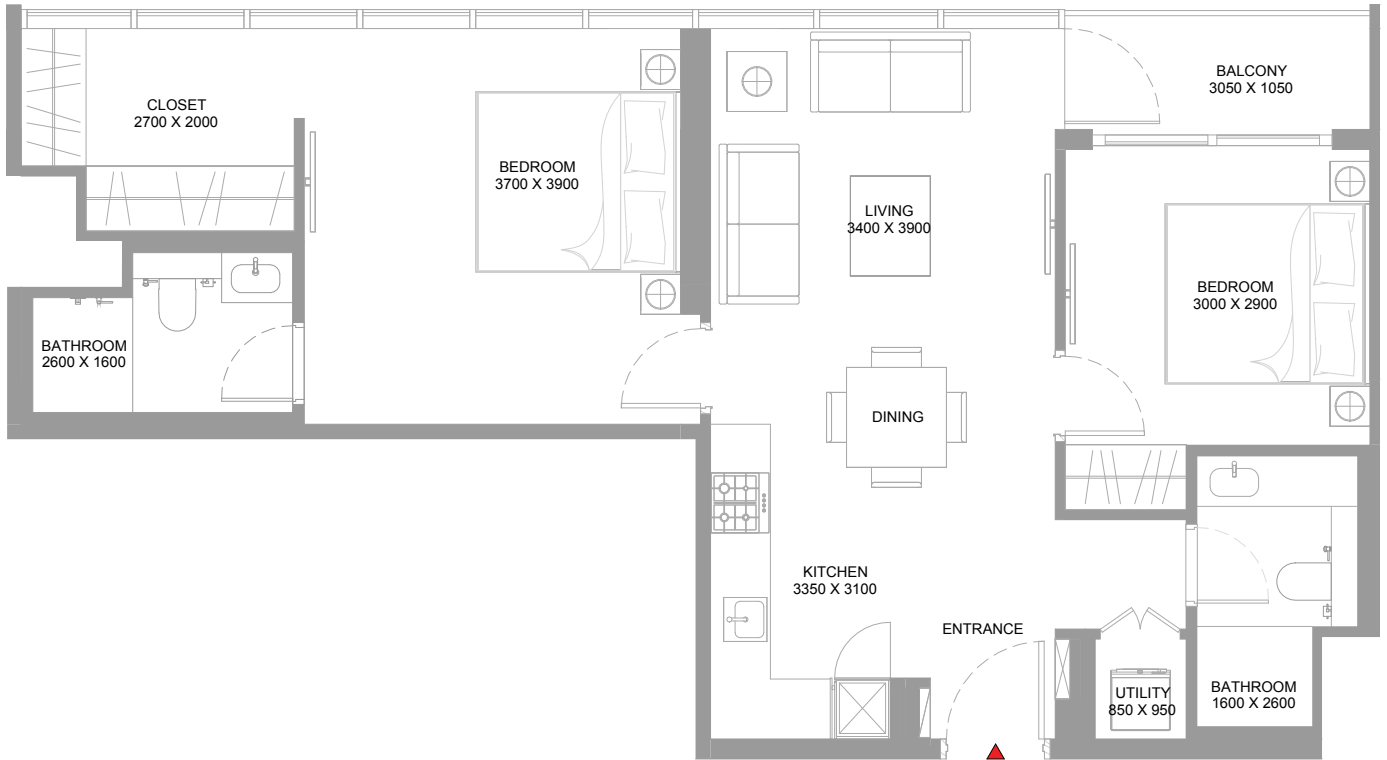 CLOSET
2700 X 2000
BEDROOM
3700 X 3900
BATHROOM
2600 X 1600
LIVING
3400 X 3900
BALCONY
3050 X 1050
BEDROOM
3000 X 2900
DINING
KITCHEN
3350 X 3100
ENTRANCE
UTILITY
850 X 950
BATHROOM
1600 X 2600